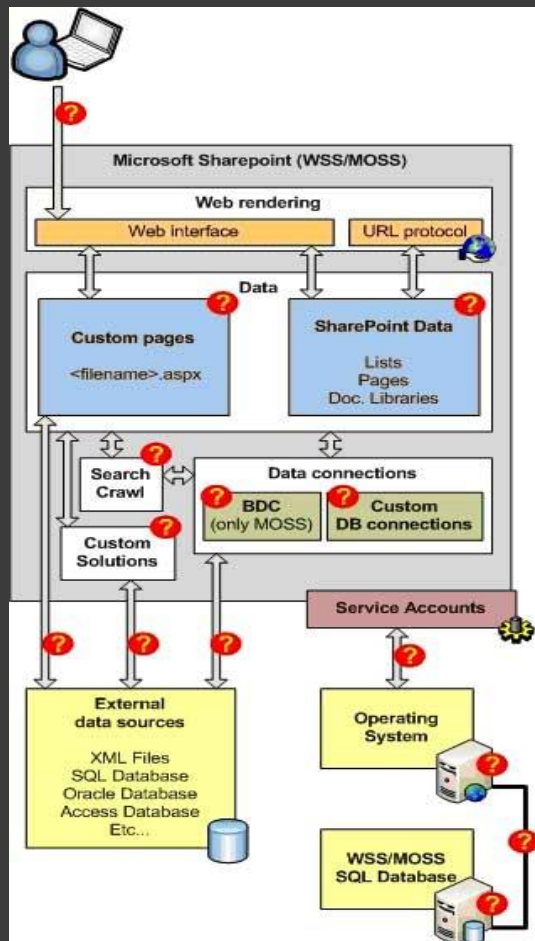 ?
Microsoft Sharepoint (WSS/MOSS)
Web rendering
Web interface
URL protocol
Data
?
?
Custom pages
<filename>.aspx
SharePoint Data
Lists
Pages
Doc. Libraries
?
Search
Crawl
Data connections
?
BDC
(only MOSS)
?
Custom
DB connections
?
Custom
Solutions
Service Accounts
?
?
?
?
External
data sources
XML Files
SQL Database
Oracle Database
Access Database
Etc...
Operating
System
?
?
WSS/MOSS
SQL Database
?